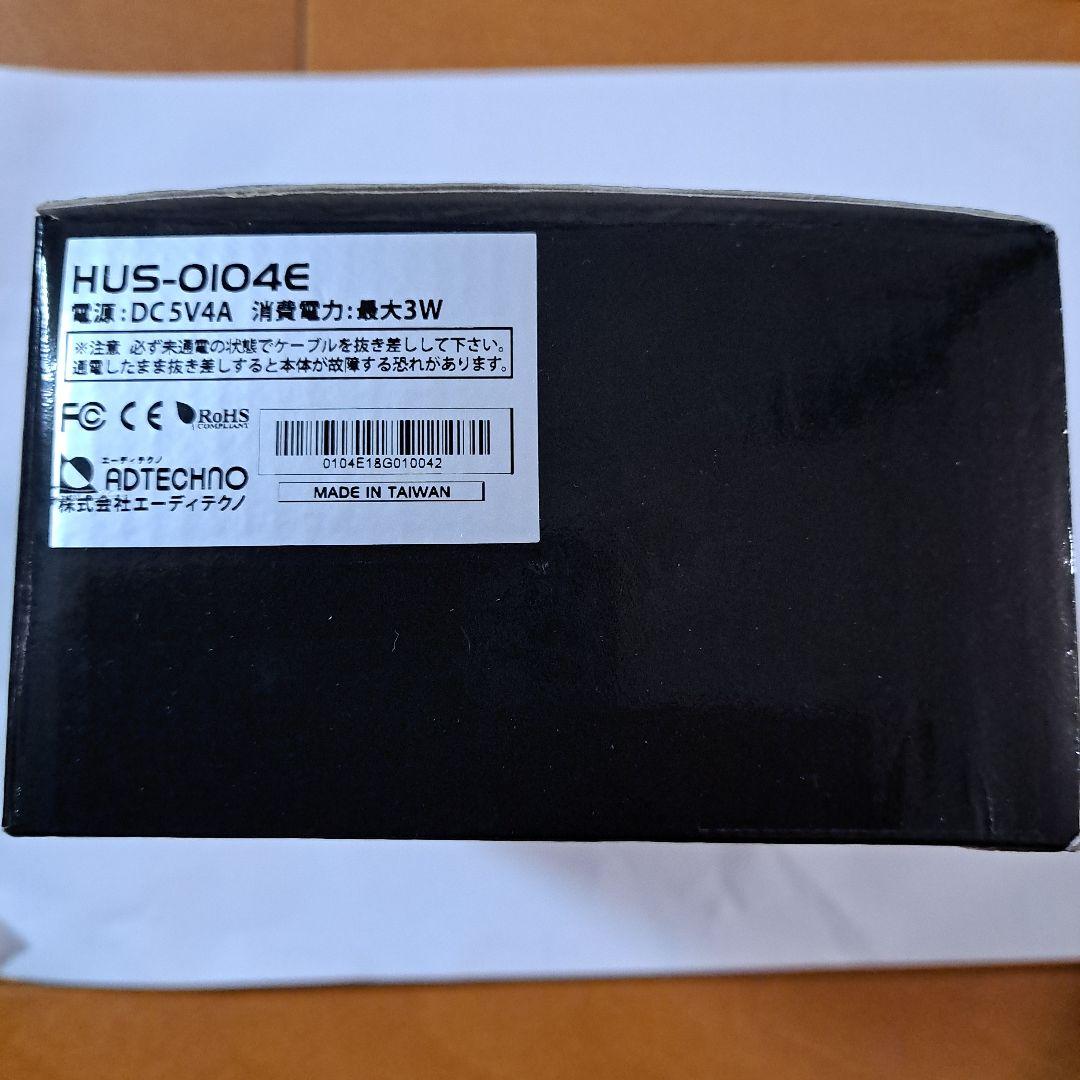 HUS-0104E
電源:DC5V4A 消費電力:最大3W
※注意 必ず未通電の状態でケーブルを抜き差しして下さい。
通電したまま抜き差しすると本体が故障する恐れがあります。
FC CE RoHS
COMPLIANT
0104E18G010042
エーディテクノ
ADTECHNO
MADE IN TAIWAN
株式会社エーディテクノ